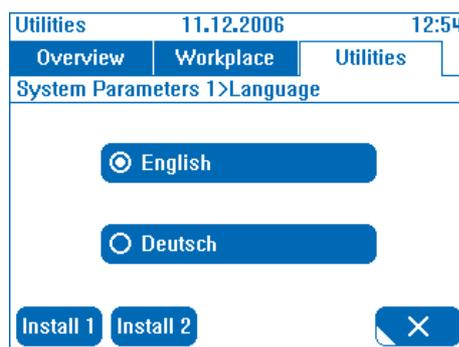 Utilities 11.12.2006 12:54
Overview Workplace Utilities
System Parameters 1>Language
English
Deutsch
Install 1 Install 2